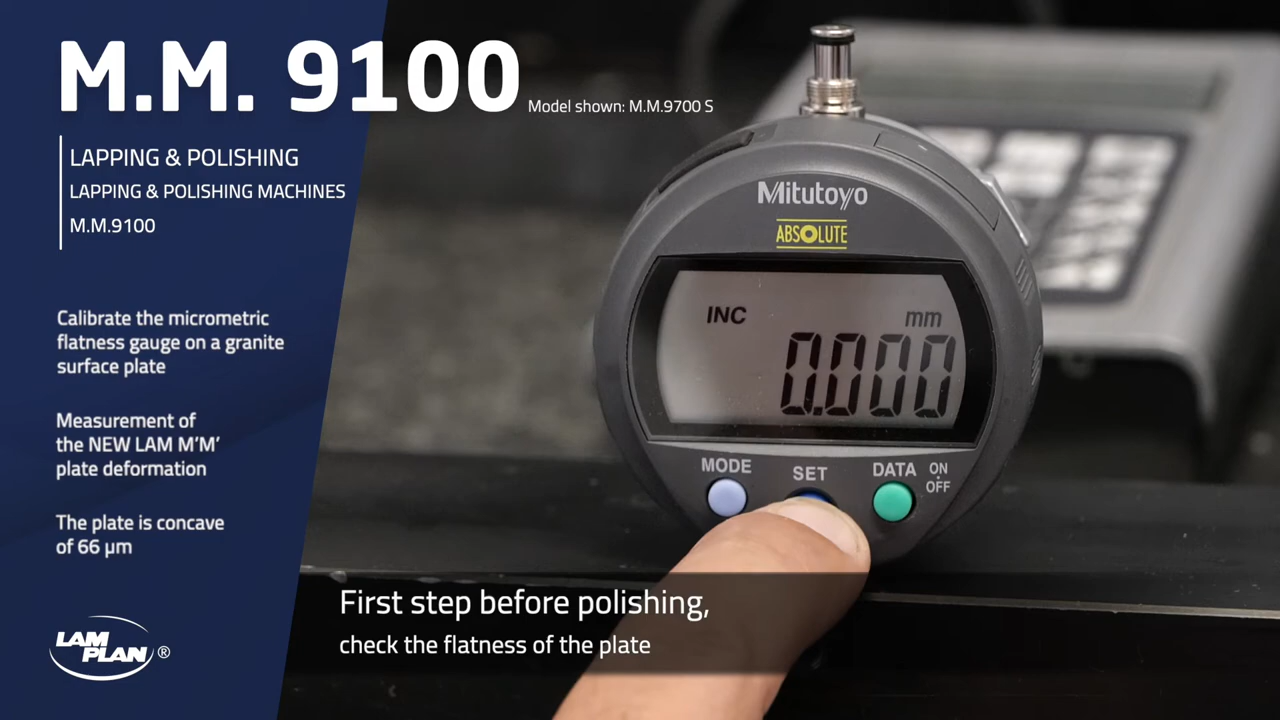 M.M. 9100
Model shown: M.M.9700 S
LAPPING & POLISHING
LAPPING & POLISHING MACHINES
M.M.9100
Calibrate the micrometric
flatness gauge on a granite
surface plate
Measurement of
the NEW LAM M'M'
plate deformation
The plate is concave
of 66 µm
LAM
PLAN ®
Mitutoyo
ABSOLUTE
INC
mm
0.000
MODE
SET
DATA
ON
OFF
First step before polishing,
check the flatness of the plate